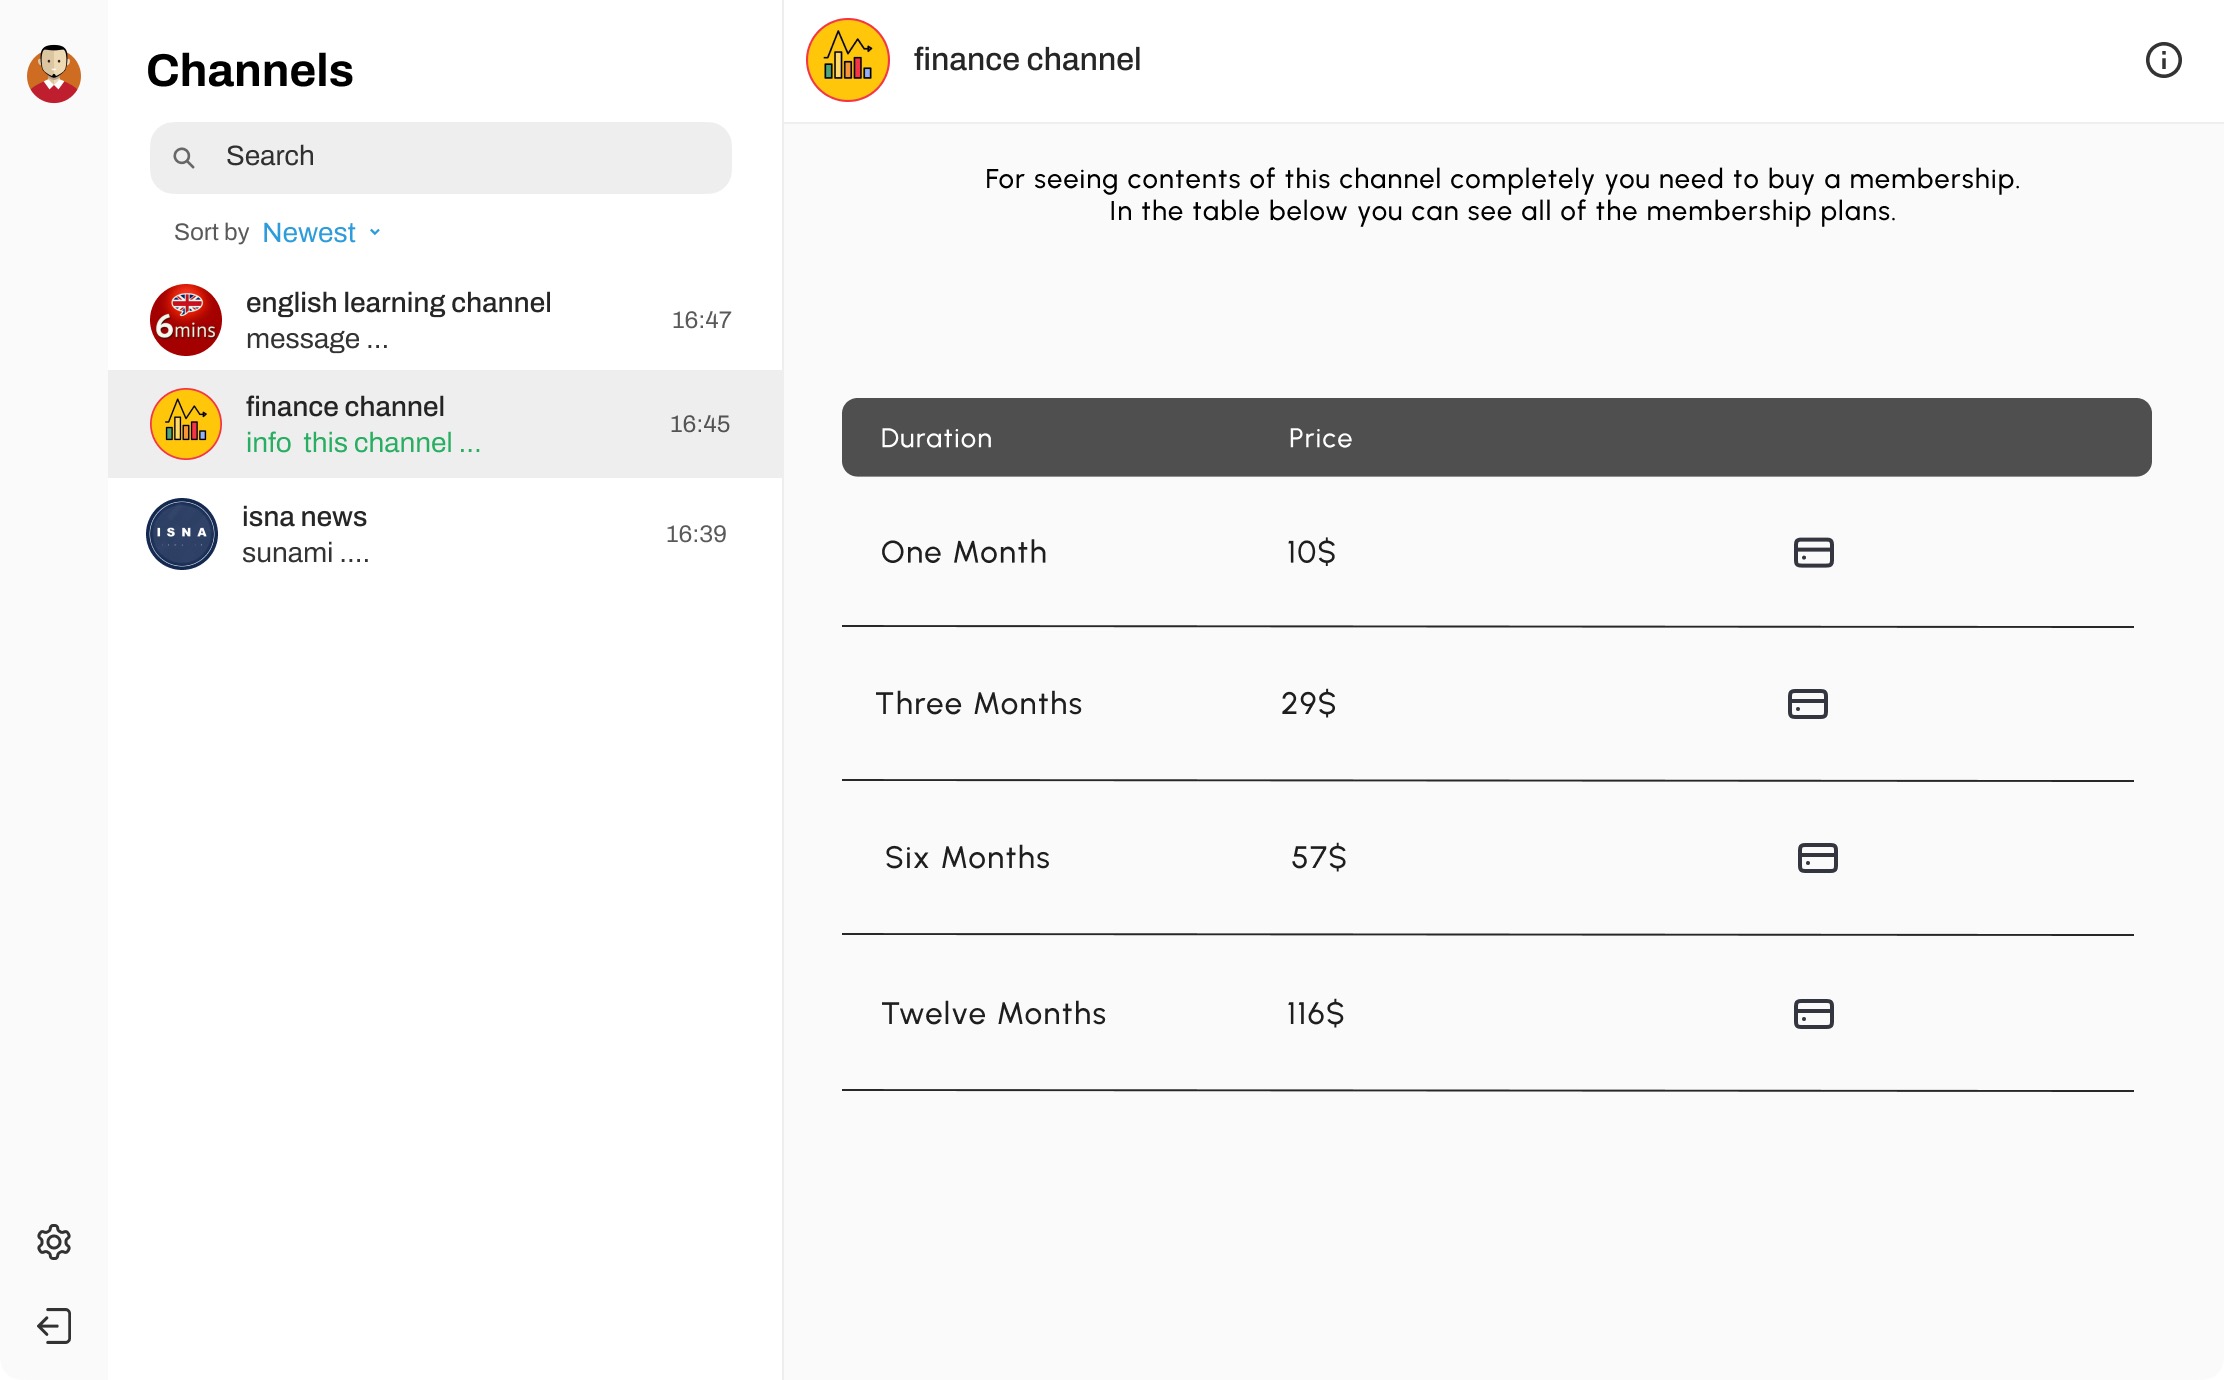 Channels
Search
Sort by Newest
6mins
english learning channel
message ...
16:47
finance channel
info this channel ...
16:45
ISNA
isna news
sunami ....
16:39
finance channel
For seeing contents of this channel completely you need to buy a membership.
In the table below you can see all of the membership plans.
Duration Price
One Month 10$
Three Months 29$
Six Months 57$
Twelve Months 116$